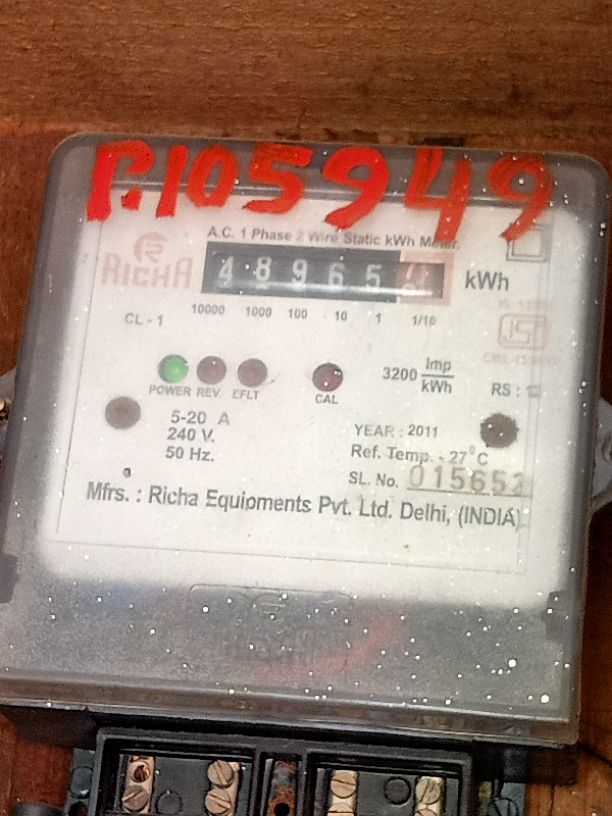 P.105949
A.C. 1 Phase 2 Wire Static kWh Meter.
RICHA
48965 kWh
CL - 1 10000 1000 100 10 1 1/10
3200 Imp/kWh
POWER REV. EFLT CAL RS :
5-20 A
240 V.
50 Hz.
YEAR : 2011
Ref. Temp. - 27°C
SL. No. 015652
Mfrs. : Richa Equioments Pvt. Ltd. Delhi, (INDIA)